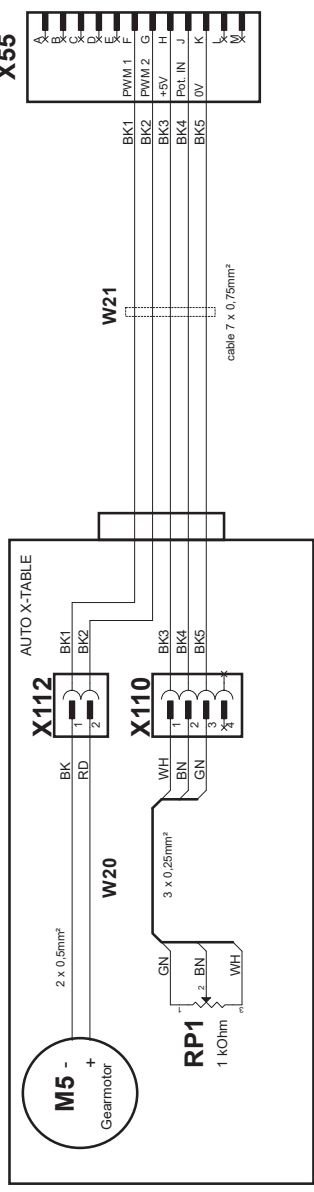 X55
A
B
C
D
E
F PWM 1
G PWM 2
H +5V
J Pot. IN
K 0V
L
M
BK1
BK2
BK3
BK4
BK5
W21
cable 7 x 0,75mm²
AUTO X-TABLE
X112
BK1
BK2
1
2
BK
RD
X110
BK3
BK4
BK5
1
2
3
4
WH
BN
GN
W20
2 x 0,5mm²
3 x 0,25mm²
M5 -
+
Gearmotor
GN
BN
WH
1
2
3
RP1
1 kOhm